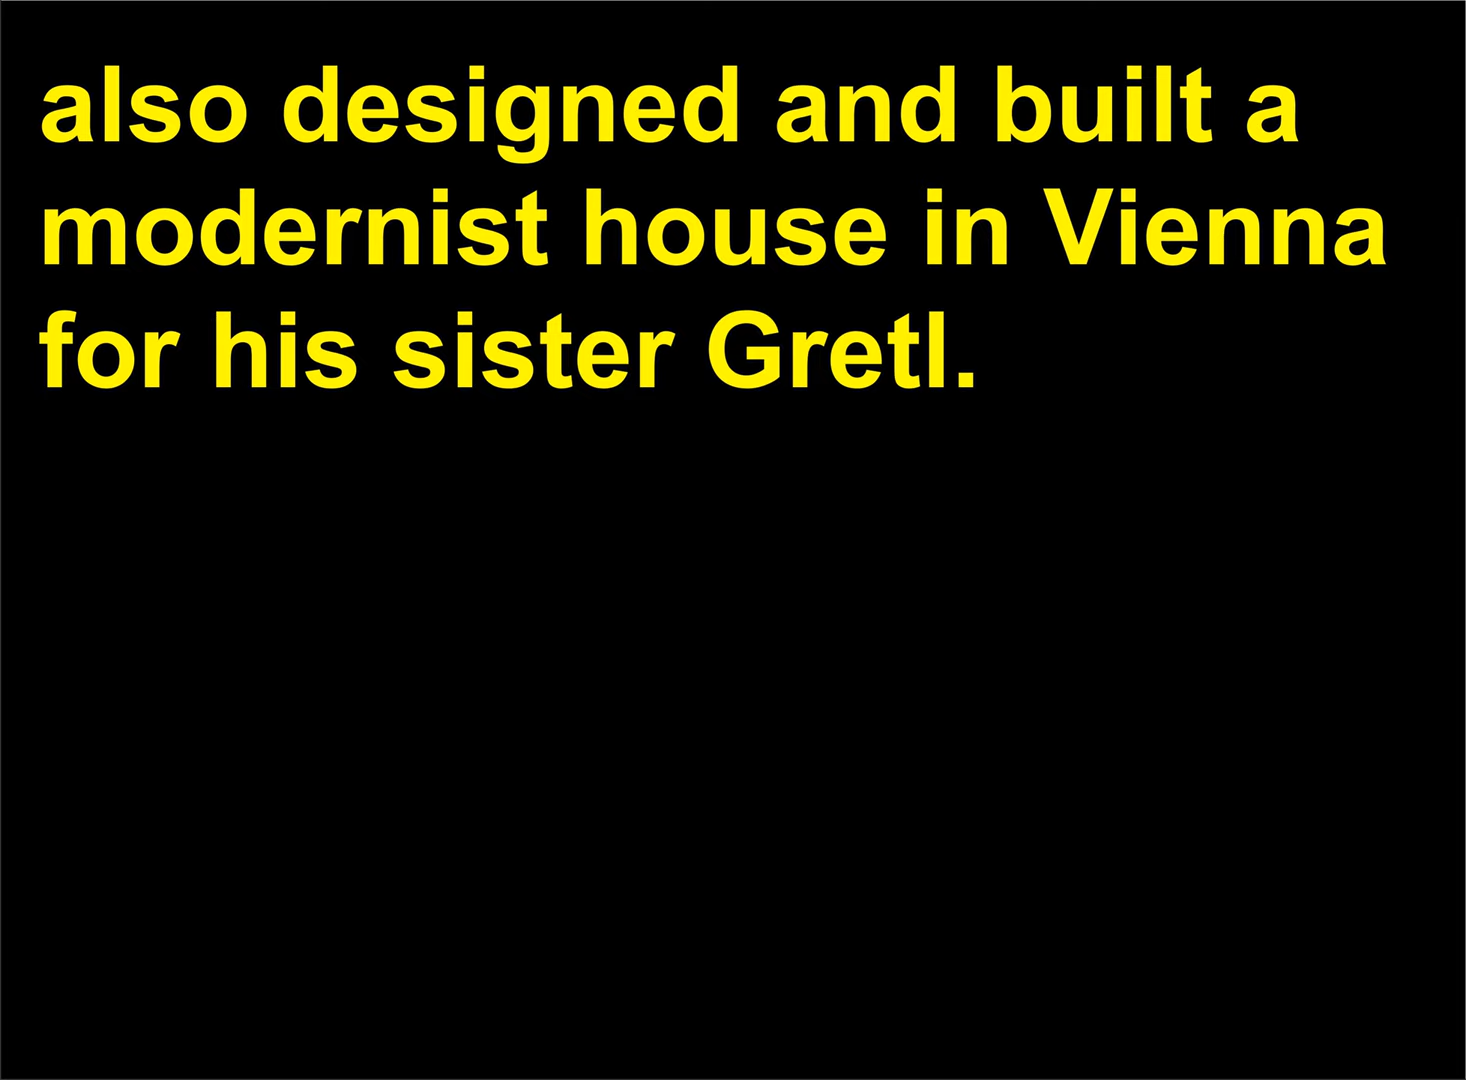 also designed and built a
modernist house in Vienna
for his sister Gretl.